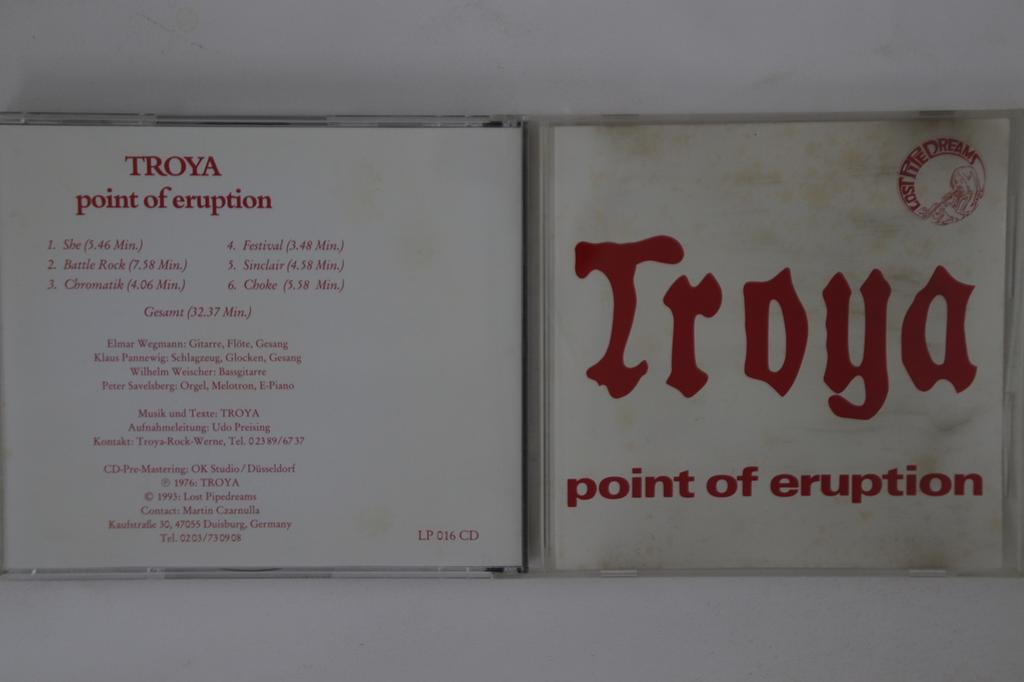 TROYA
point of eruption
1. She (5.46 Min.)
2. Battle Rock (7.58 Min.)
3. Chromatik (4.06 Min.)
4. Festival (3.48 Min.)
5. Sinclair (4.58 Min.)
6. Choke (5.58 Min.)
Gesamt (32.37 Min.)
Elmar Wegmann: Gitarre, Flöte, Gesang
Klaus Pannewig: Schlagzeug, Glocken, Gesang
Wilhelm Weischer: Bassgitarre
Peter Savelsberg: Orgel, Melotron, E-Piano
Musik und Texte: TROYA
Aufnahmeleitung: Udo Preising
Kontakt: Troya-Rock-Werne, Tel. 02389/6737
CD-Pre-Mastering: OK Studio/Düsseldorf
℗ 1976: TROYA
© 1993: Lost Pipedreams
Contact: Martin Czarnulla
Kaufstraße 30, 47055 Duisburg, Germany
Tel. 0203/730908
LP 016 CD
LOST PIPE DREAMS
Troya
point of eruption